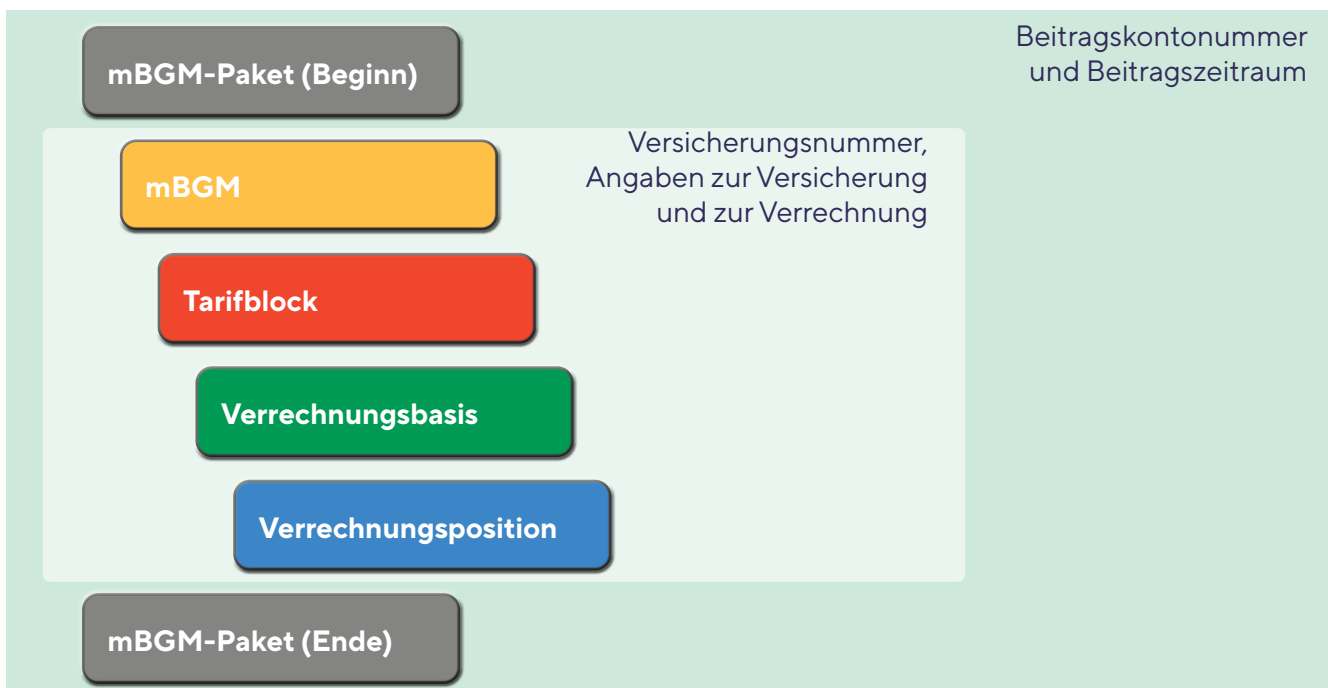 mBGM-Paket (Beginn)
Beitragskontonummer
und Beitragszeitraum
mBGM
Versicherungsnummer,
Angaben zur Versicherung
und zur Verrechnung
Tarifblock
Verrechnungsbasis
Verrechnungsposition
mBGM-Paket (Ende)